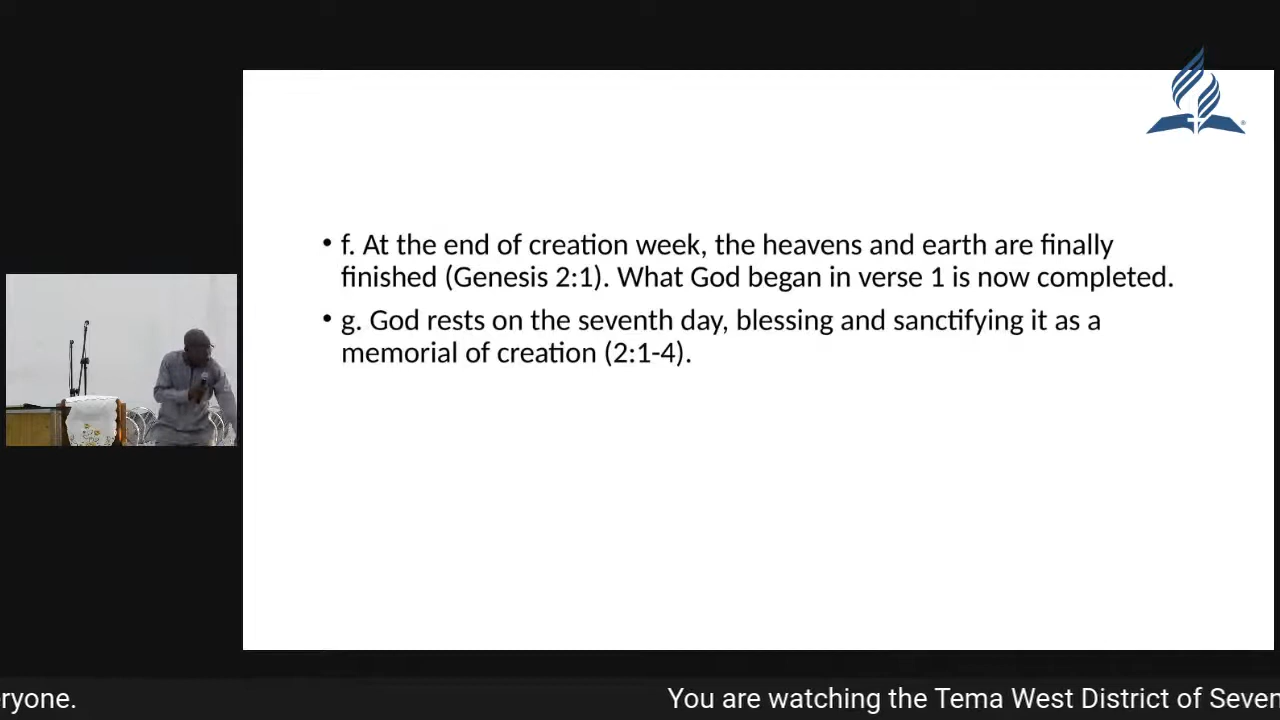 • f. At the end of creation week, the heavens and earth are finally
finished (Genesis 2:1). What God began in verse 1 is now completed.
• g. God rests on the seventh day, blessing and sanctifying it as a
memorial of creation (2:1-4).
ryone. You are watching the Tema West District of Seven